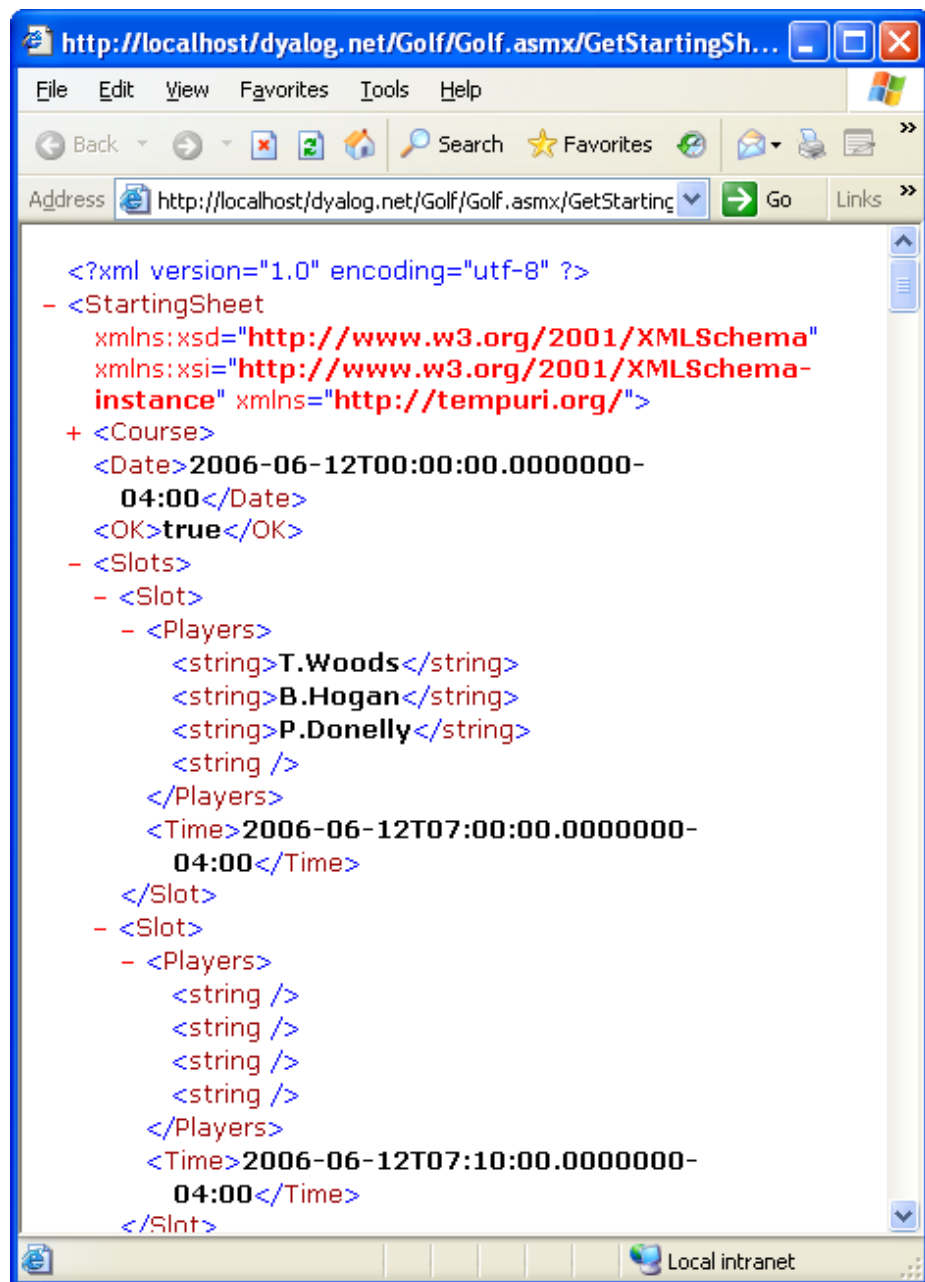 http://localhost/dyalog.net/Golf/Golf.asmx/GetStartingSh...
File Edit View Favorites Tools Help
Back Search Favorites »
Address http://localhost/dyalog.net/Golf/Golf.asmx/GetStarting Go Links »
<?xml version="1.0" encoding="utf-8" ?>
- <StartingSheet
xmlns:xsd="http://www.w3.org/2001/XMLSchema"
xmlns:xsi="http://www.w3.org/2001/XMLSchema-
instance" xmlns="http://tempuri.org/">
+ <Course>
<Date>2006-06-12T00:00:00.0000000-
04:00</Date>
<OK>true</OK>
- <Slots>
- <Slot>
- <Players>
<string>T.Woods</string>
<string>B.Hogan</string>
<string>P.Donelly</string>
<string />
</Players>
<Time>2006-06-12T07:00:00.0000000-
04:00</Time>
</Slot>
- <Slot>
- <Players>
<string />
<string />
<string />
<string />
</Players>
<Time>2006-06-12T07:10:00.0000000-
04:00</Time>
</Slot>
Local intranet